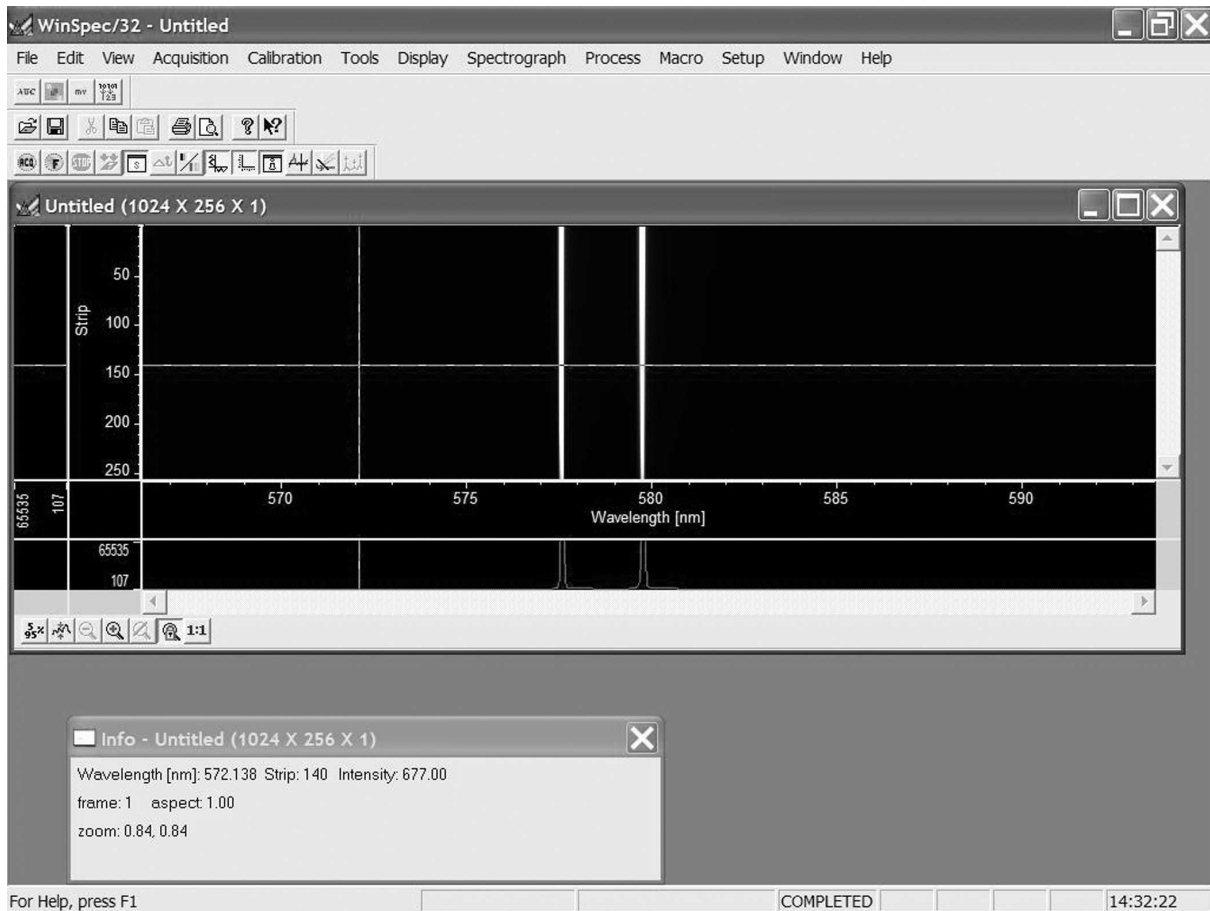 WinSpec/32 - Untitled
File Edit View Acquisition Calibration Tools Display Spectrograph Process Macro Setup Window Help
Untitled (1024 X 256 X 1)
Strip
50
100
150
200
250
65535
107
570 575 580 585 590
Wavelength [nm]
65535
107
5% 95 1:1
Info - Untitled (1024 X 256 X 1)
Wavelength [nm]: 572.138 Strip: 140 Intensity: 677.00
frame: 1 aspect: 1.00
zoom: 0.84, 0.84
For Help, press F1 COMPLETED 14:32:22